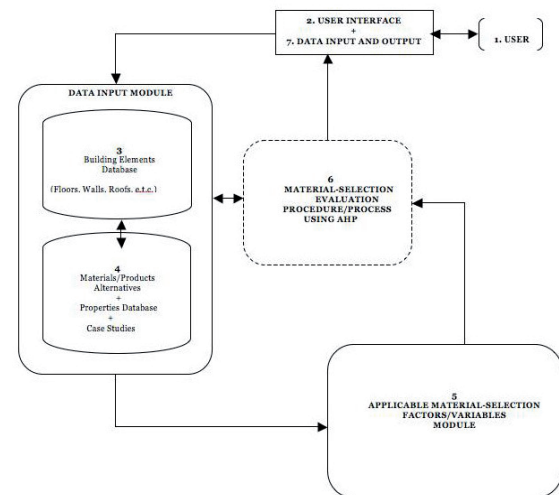 2. USER INTERFACE
+
7. DATA INPUT AND OUTPUT
1. USER
DATA INPUT MODULE
3
Building Elements
Database
(Floors, Walls, Roofs, e.t.c.)
4
Materials/Products
Alternatives
+
Properties Database
+
Case Studies
6
MATERIAL-SELECTION
EVALUATION
PROCEDURE/PROCESS
USING AHP
5
APPLICABLE MATERIAL-SELECTION
FACTORS/VARIABLES
MODULE